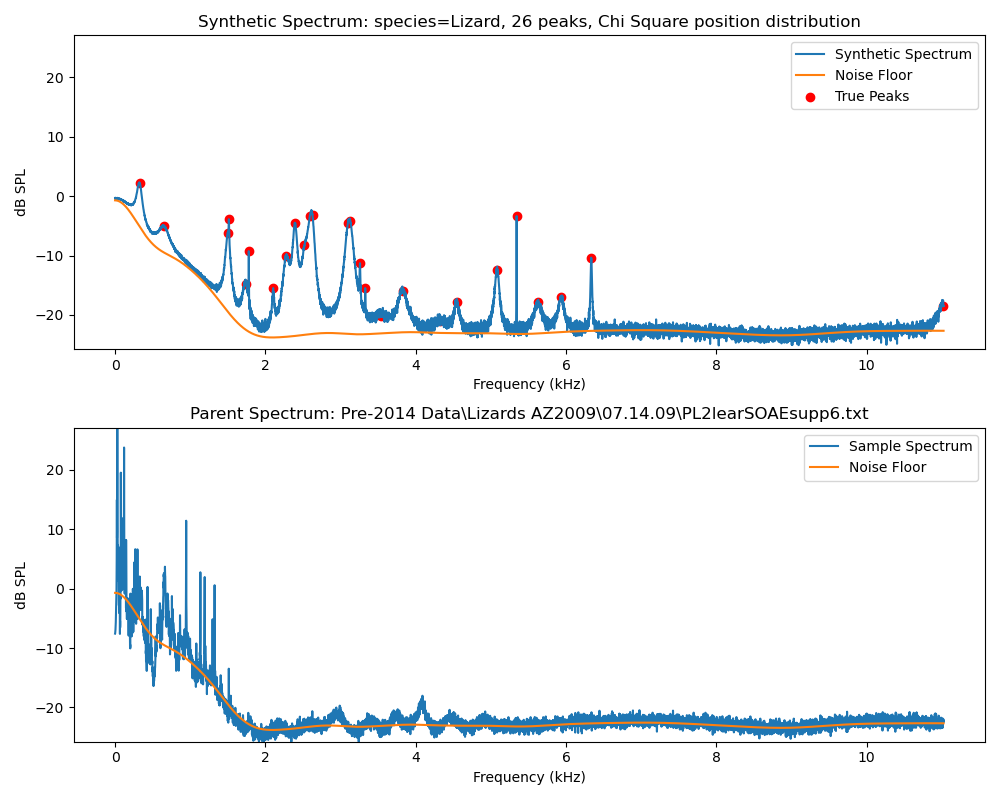 Synthetic Spectrum: species=Lizard, 26 peaks, Chi Square position distribution
Synthetic Spectrum
Noise Floor
True Peaks
dB SPL
20
10
0
−10
−20
0 2 4 6 8 10
Frequency (kHz)
Parent Spectrum: Pre-2014 Data\Lizards AZ2009\07.14.09\PL2learSOAEsupp6.txt
Sample Spectrum
Noise Floor
dB SPL
20
10
0
−10
−20
0 2 4 6 8 10
Frequency (kHz)